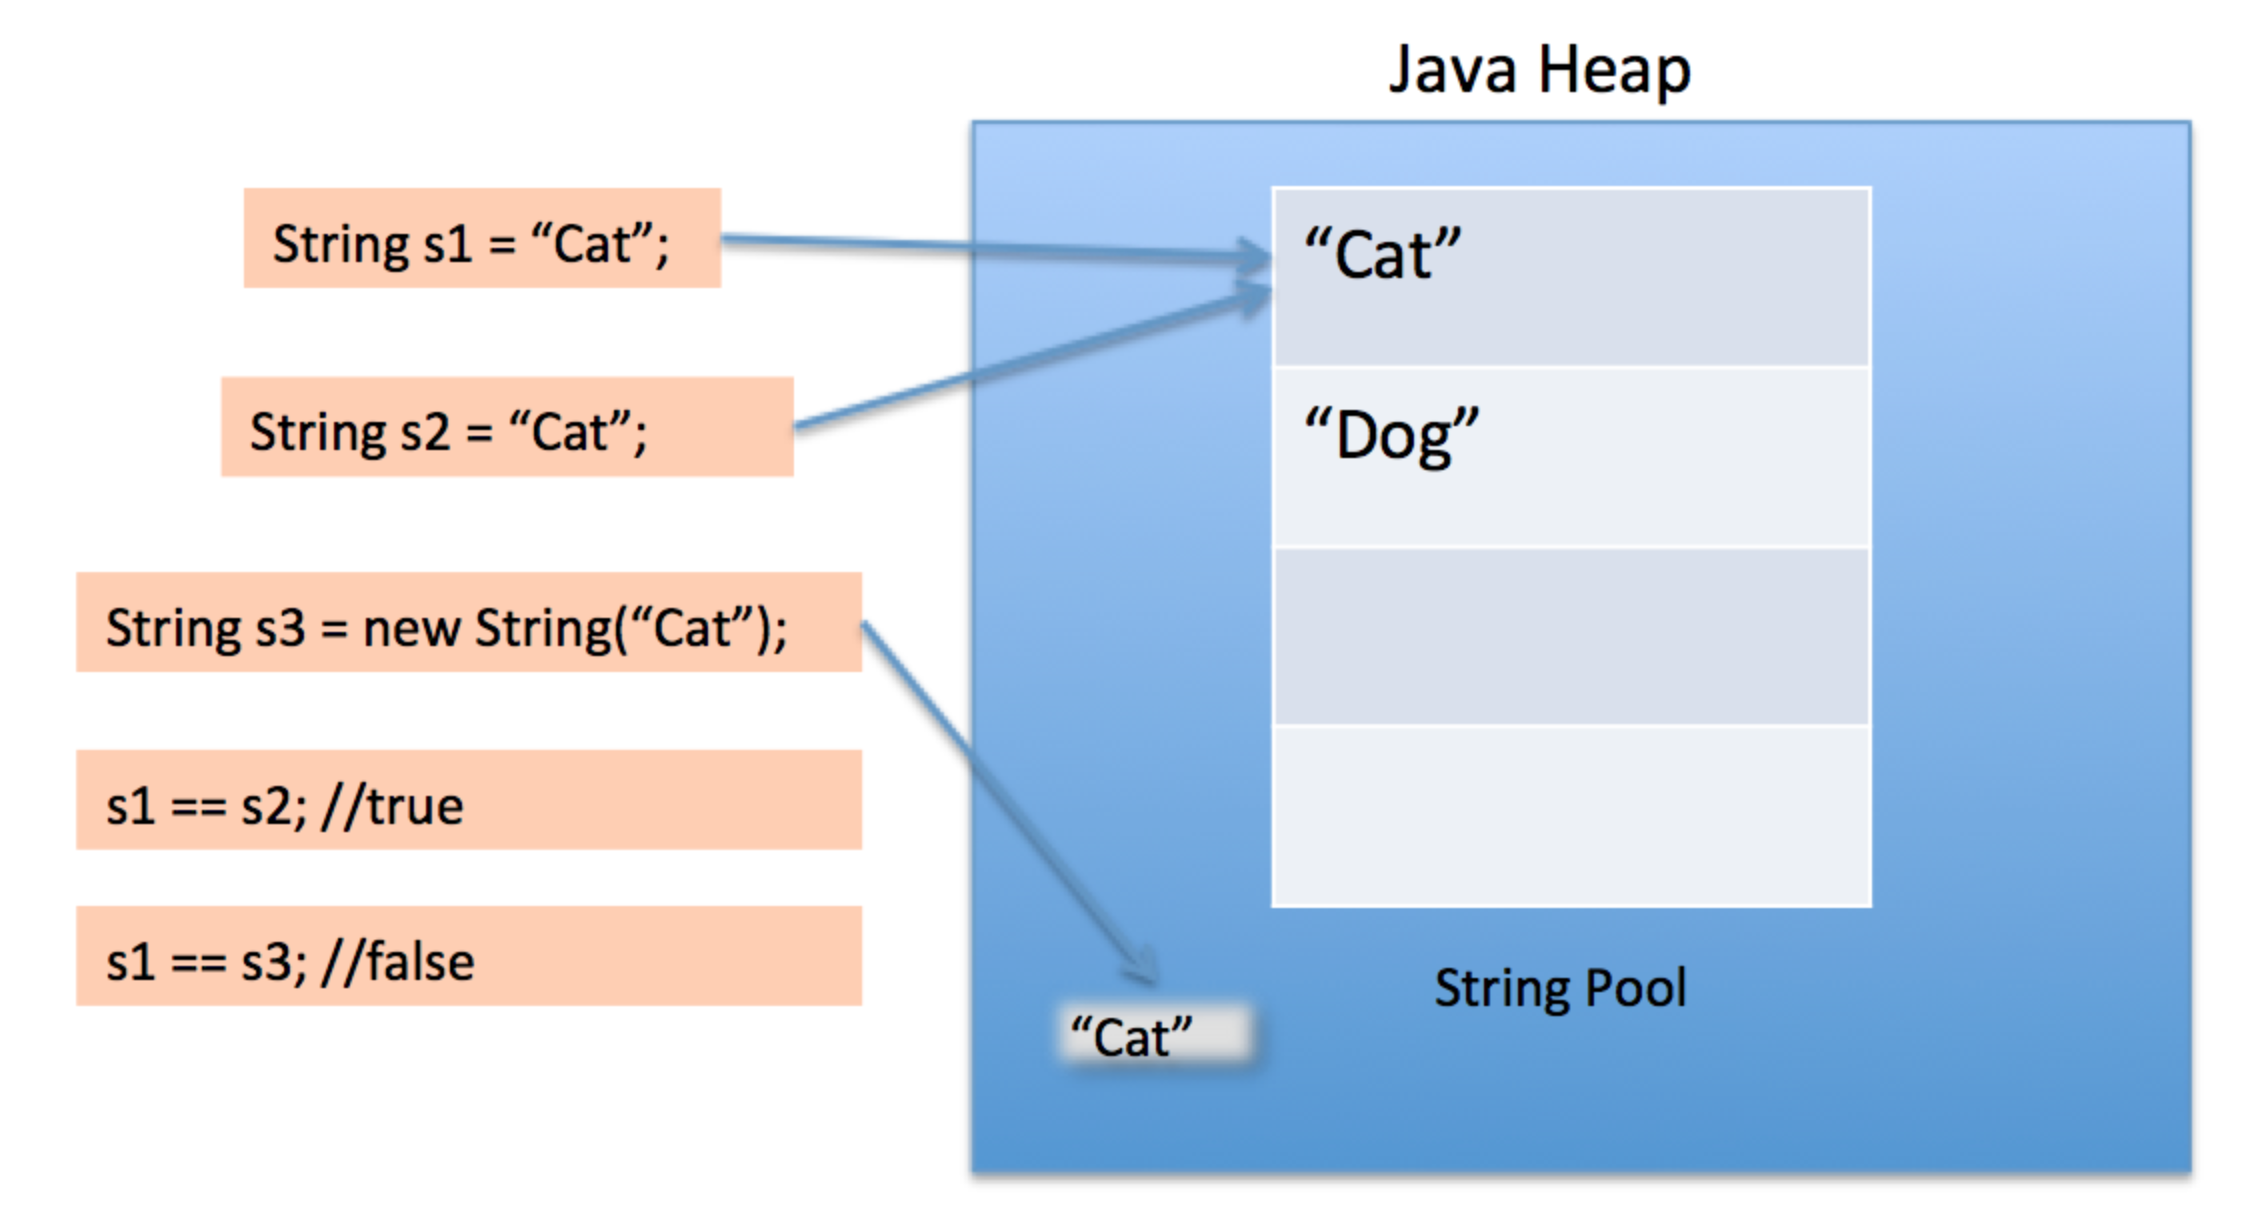 Java Heap
String s1 = “Cat”;
“Cat”
String s2 = “Cat”;
“Dog”
String s3 = new String(“Cat”);
s1 == s2; //true
s1 == s3; //false
String Pool
“Cat”